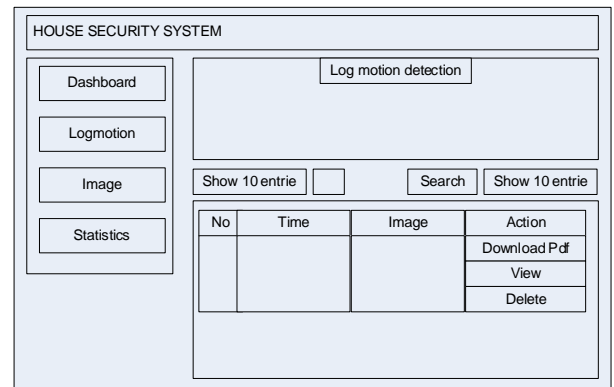 HOUSE SECURITY SYSTEM
Dashboard
Logmotion
Image
Statistics
Log motion detection
Show 10 entrie
Search
Show 10 entrie
No Time Image Action
Download Pdf
View
Delete